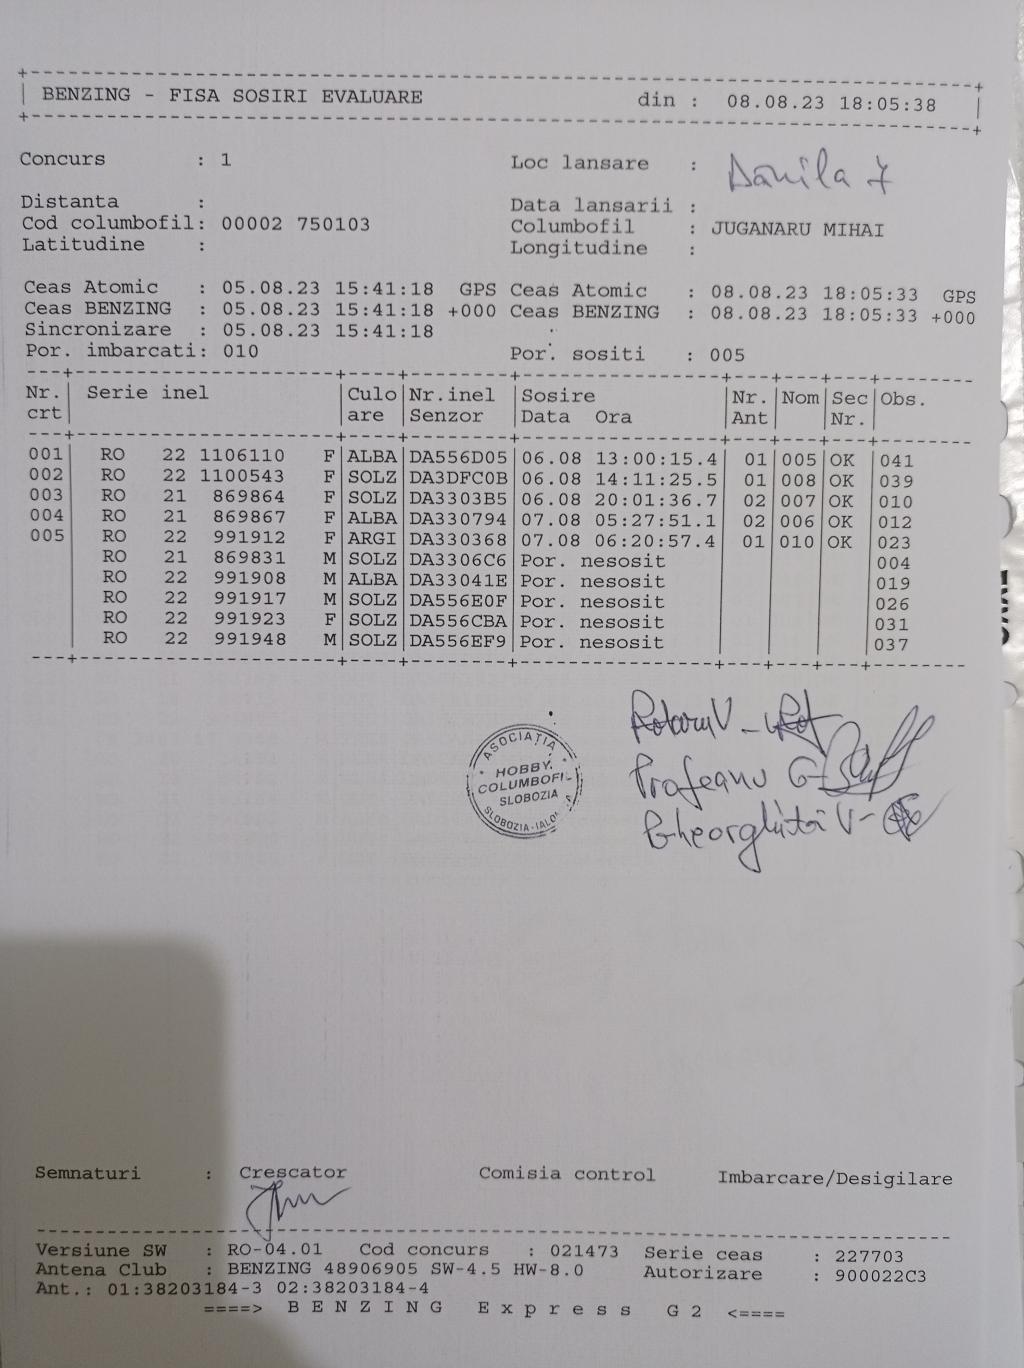 BENZING - FISA SOSIRI EVALUARE din : 08.08.23 18:05:38
Concurs : 1 Loc lansare : Danila 7
Distanta : Data lansarii :
Cod columbofil: 00002 750103 Columbofil : JUGANARU MIHAI
Latitudine : Longitudine :
Ceas Atomic : 05.08.23 15:41:18 GPS Ceas Atomic : 08.08.23 18:05:33 GPS
Ceas BENZING : 05.08.23 15:41:18 +000 Ceas BENZING : 08.08.23 18:05:33 +000
Sincronizare : 05.08.23 15:41:18
Por. imbarcati: 010 Por. sositi : 005
Nr. Serie inel Culo Nr.inel Sosire Nr. Nom Sec Obs.
crt are Senzor Data Ora Ant Nr.
001 RO 22 1106110 F ALBA DA556D05 06.08 13:00:15.4 01 005 OK 041
002 RO 22 1100543 F SOLZ DA3DFC0B 06.08 14:11:25.5 01 008 OK 039
003 RO 21 869864 F SOLZ DA3303B5 06.08 20:01:36.7 02 007 OK 010
004 RO 21 869867 F ALBA DA330794 07.08 05:27:51.1 02 006 OK 012
005 RO 22 991912 F ARGI DA330368 07.08 06:20:57.4 01 010 OK 023
RO 21 869831 M SOLZ DA3306C6 Por. nesosit 004
RO 22 991908 M ALBA DA33041E Por. nesosit 019
RO 22 991917 M SOLZ DA556E0F Por. nesosit 026
RO 22 991923 F SOLZ DA556CBA Por. nesosit 031
RO 22 991948 M SOLZ DA556EF9 Por. nesosit 037
ASOCIAȚIA
HOBBY
COLUMBOFIL
SLOBOZIA
SLOBOZIA-IALO
Rotaru V -
Profeanu G
Gheorghită V -
Semnaturi : Crescator Comisia control Imbarcare/Desigilare
Versiune SW : RO-04.01 Cod concurs : 021473 Serie ceas : 227703
Antena Club : BENZING 48906905 SW-4.5 HW-8.0 Autorizare : 900022C3
Ant.: 01:38203184-3 02:38203184-4
====> B E N Z I N G E x p r e s s G 2 <====